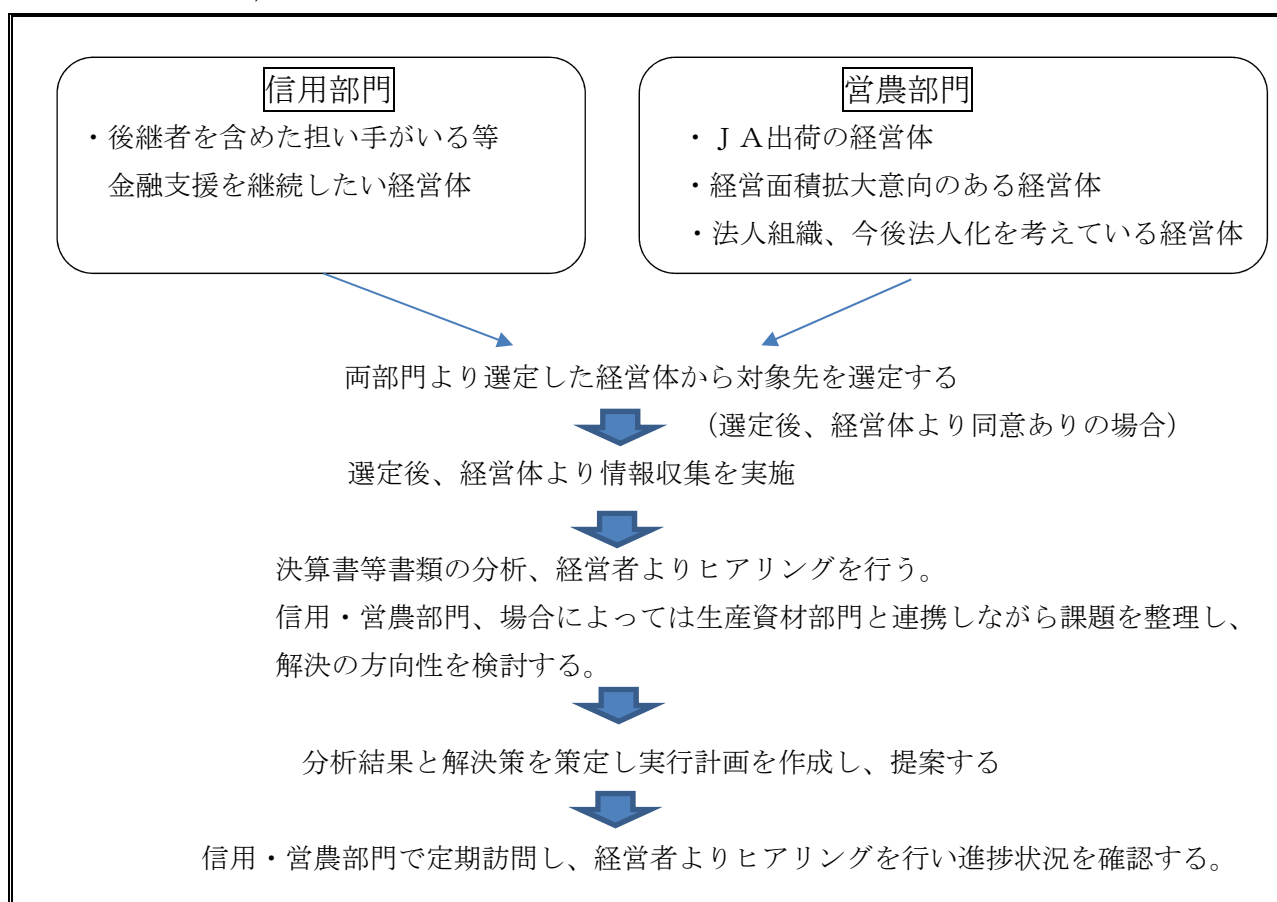 信用部門
・後継者を含めた担い手がいる等
金融支援を継続したい経営体
営農部門
・ＪＡ出荷の経営体
・経営面積拡大意向のある経営体
・法人組織、今後法人化を考えている経営体
両部門より選定した経営体から対象先を選定する
（選定後、経営体より同意ありの場合）
選定後、経営体より情報収集を実施
決算書等書類の分析、経営者よりヒアリングを行う。
信用・営農部門、場合によっては生産資材部門と連携しながら課題を整理し、
解決の方向性を検討する。
分析結果と解決策を策定し実行計画を作成し、提案する
信用・営農部門で定期訪問し、経営者よりヒアリングを行い進捗状況を確認する。